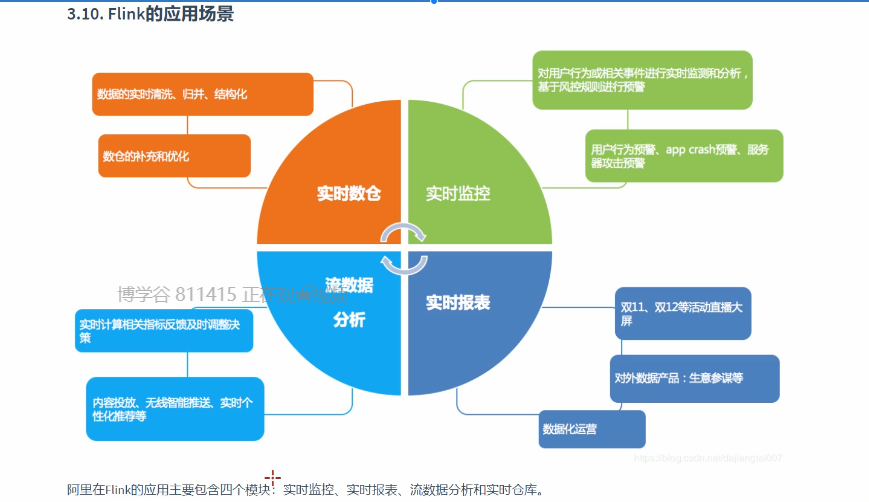 3.10. Flink的应用场景
数据的实时清洗、归并、结构化
数仓的补充和优化
实时数仓
对用户行为或相关事件进行实时监测和分析，
基于风控规则进行预警
用户行为预警、app crash预警、服务
器攻击预警
实时监控
博学谷 811415 正在观看视频
流数据
分析
实时计算相关指标反馈及时调整决
策
内容投放、无线智能推送、实时个
性化推荐等
实时报表
双11、双12等活动直播大
屏
对外数据产品：生意参谋等
数据化运营
https://blog.csdn.net/dajiangtai007
阿里在Flink的应用主要包含四个模块：实时监控、实时报表、流数据分析和实时仓库。